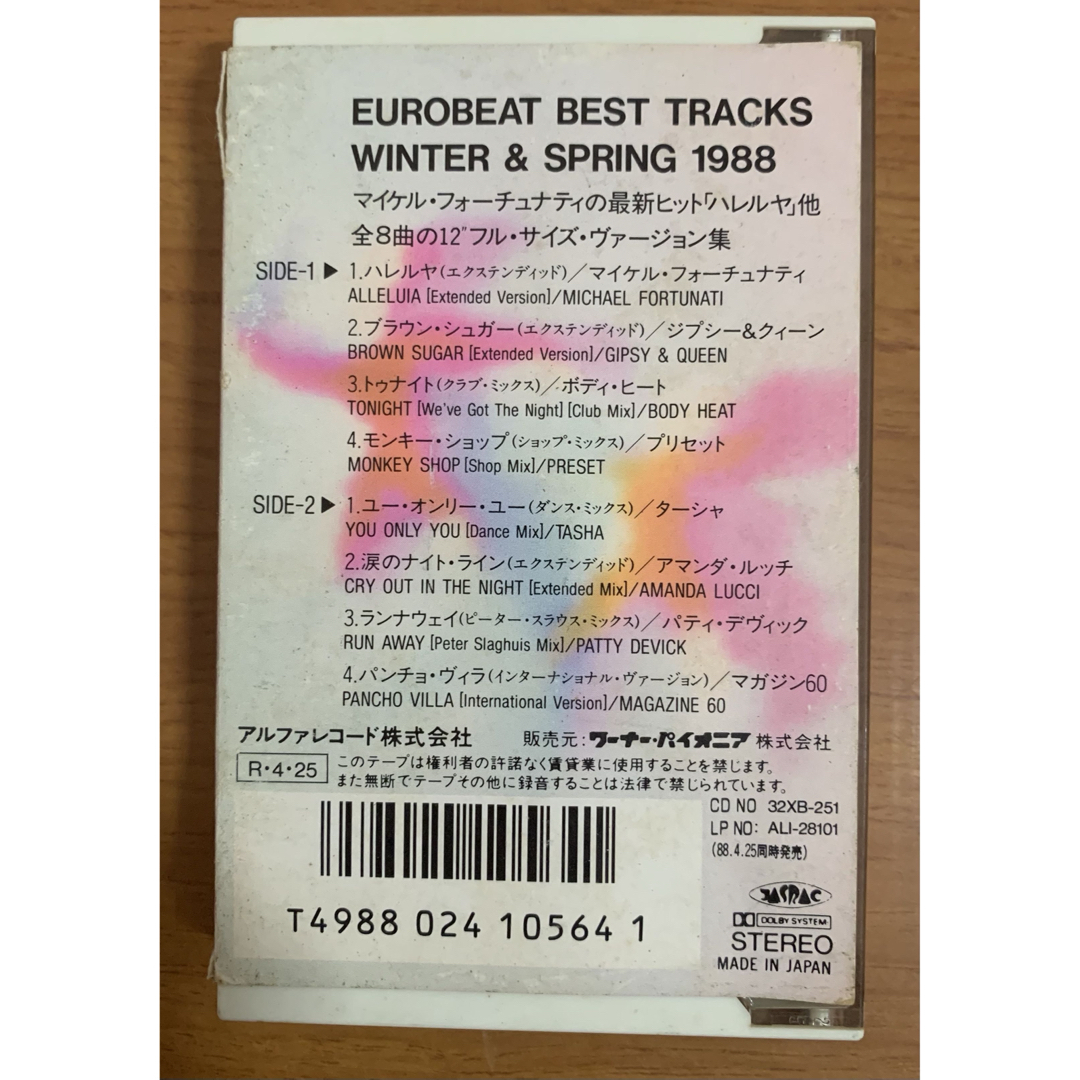 EUROBEAT BEST TRACKS
WINTER & SPRING 1988
マイケル・フォーチュナティの最新ヒット「ハレルヤ」他
全8曲の12"フル・サイズ・ヴァージョン集
SIDE-1▶ 1.ハレルヤ(エクステンディッド)／マイケル・フォーチュナティ
ALLELUIA [Extended Version]/MICHAEL FORTUNATI
2.ブラウン・シュガー(エクステンディッド)／ジプシー&クィーン
BROWN SUGAR [Extended Version]/GIPSY & QUEEN
3.トゥナイト(クラブ・ミックス)／ボディ・ヒート
TONIGHT [We've Got The Night] [Club Mix]/BODY HEAT
4.モンキー・ショップ(ショップ・ミックス)／プリセット
MONKEY SHOP [Shop Mix]/PRESET
SIDE-2▶ 1.ユー・オンリー・ユー(ダンス・ミックス)／ターシャ
YOU ONLY YOU [Dance Mix]/TASHA
2.涙のナイト・ライン(エクステンディッド)／アマンダ・ルッチ
CRY OUT IN THE NIGHT [Extended Mix]/AMANDA LUCCI
3.ランナウェイ(ピーター・スラウス・ミックス)／パティ・デヴィック
RUN AWAY [Peter Slaghuis Mix]/PATTY DEVICK
4.パンチョ・ヴィラ(インターナショナル・ヴァージョン)／マガジン60
PANCHO VILLA [International Version]/MAGAZINE 60
アルファレコード株式会社 販売元:ワーナー・パイオニア株式会社
R・4・25 このテープは権利者の許諾なく賃貸業に使用することを禁じます。
また無断でテープその他に録音することは法律で禁じられています。
CD NO 32XB-251
LP NO: ALI-28101
(88.4.25同時発売)
T4988 024 10564 1
JASRAC
DOLBY SYSTEM
STEREO
MADE IN JAPAN